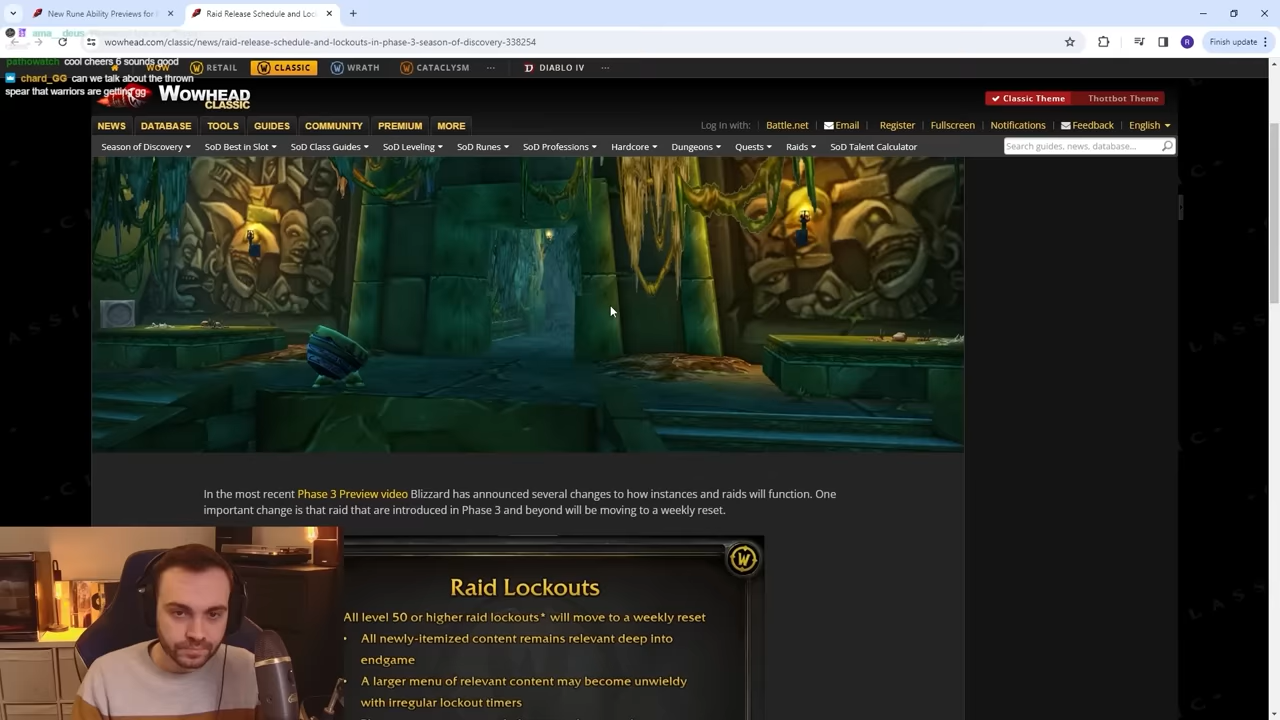 New Rune Ability Previews for
Raid Release Schedule and Loc
wowhead.com/classic/news/raid-release-schedule-and-lockouts-in-phase-3-season-of-discovery-338254
Finish update
R
pathowatch cool cheers 6 sounds good
chard_GG can we talk about the thrown
spear that warriors are getting gg
WOW
RETAIL
CLASSIC
WRATH
CATACLYSM
DIABLO IV
WOWHEAD
CLASSIC
Classic Theme
Thottbot Theme
NEWS
DATABASE
TOOLS
GUIDES
COMMUNITY
PREMIUM
MORE
Log in with:
Battle.net
Email
Register
Fullscreen
Notifications
Feedback
English
Season of Discovery
SoD Best in Slot
SoD Class Guides
SoD Leveling
SoD Runes
SoD Professions
Hardcore
Dungeons
Quests
Raids
SoD Talent Calculator
Search guides, news, database...
In the most recent Phase 3 Preview video Blizzard has announced several changes to how instances and raids will function. One
important change is that raid that are introduced in Phase 3 and beyond will be moving to a weekly reset.
Raid Lockouts
All level 50 or higher raid lockouts* will move to a weekly reset
• All newly-itemized content remains relevant deep into
endgame
• A larger menu of relevant content may become unwieldy
with irregular lockout timers